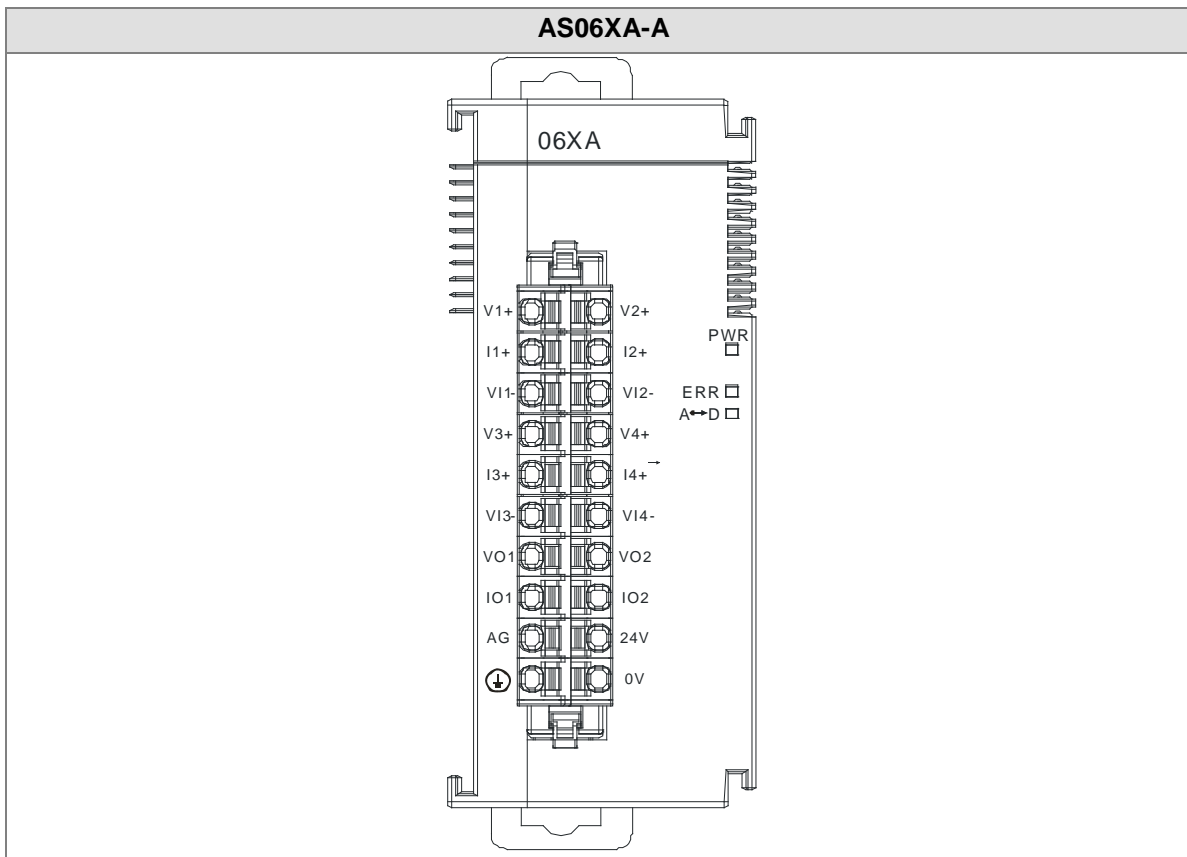 AS06XA-A
06XA
V1+ V2+
PWR
I1+ I2+
VI1- VI2- ERR
A↔D
V3+ V4+
I3+ I4+ →
VI3- VI4-
VO1 VO2
IO1 IO2
AG 24V
0V